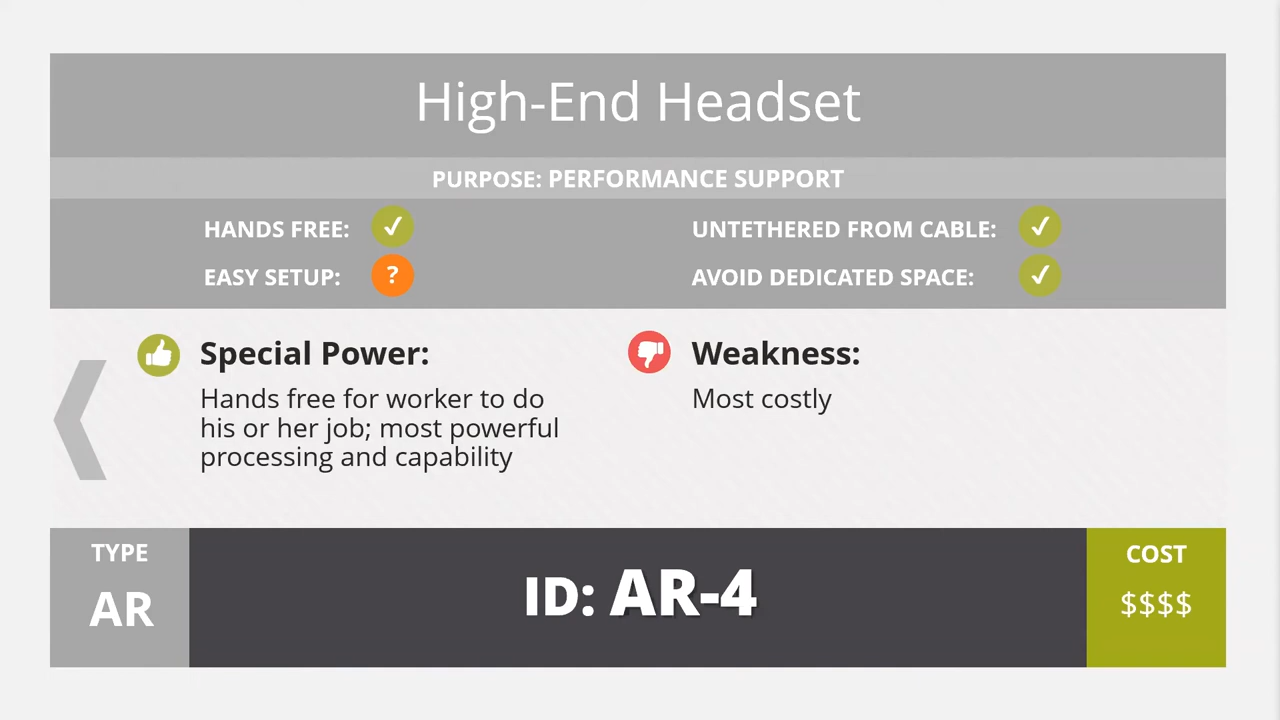 High-End Headset
PURPOSE: PERFORMANCE SUPPORT
HANDS FREE: ✓
UNTETHERED FROM CABLE: ✓
EASY SETUP: ?
AVOID DEDICATED SPACE: ✓
Special Power:
Hands free for worker to do
his or her job; most powerful
processing and capability
Weakness:
Most costly
TYPE
AR
ID: AR-4
COST
$$$$